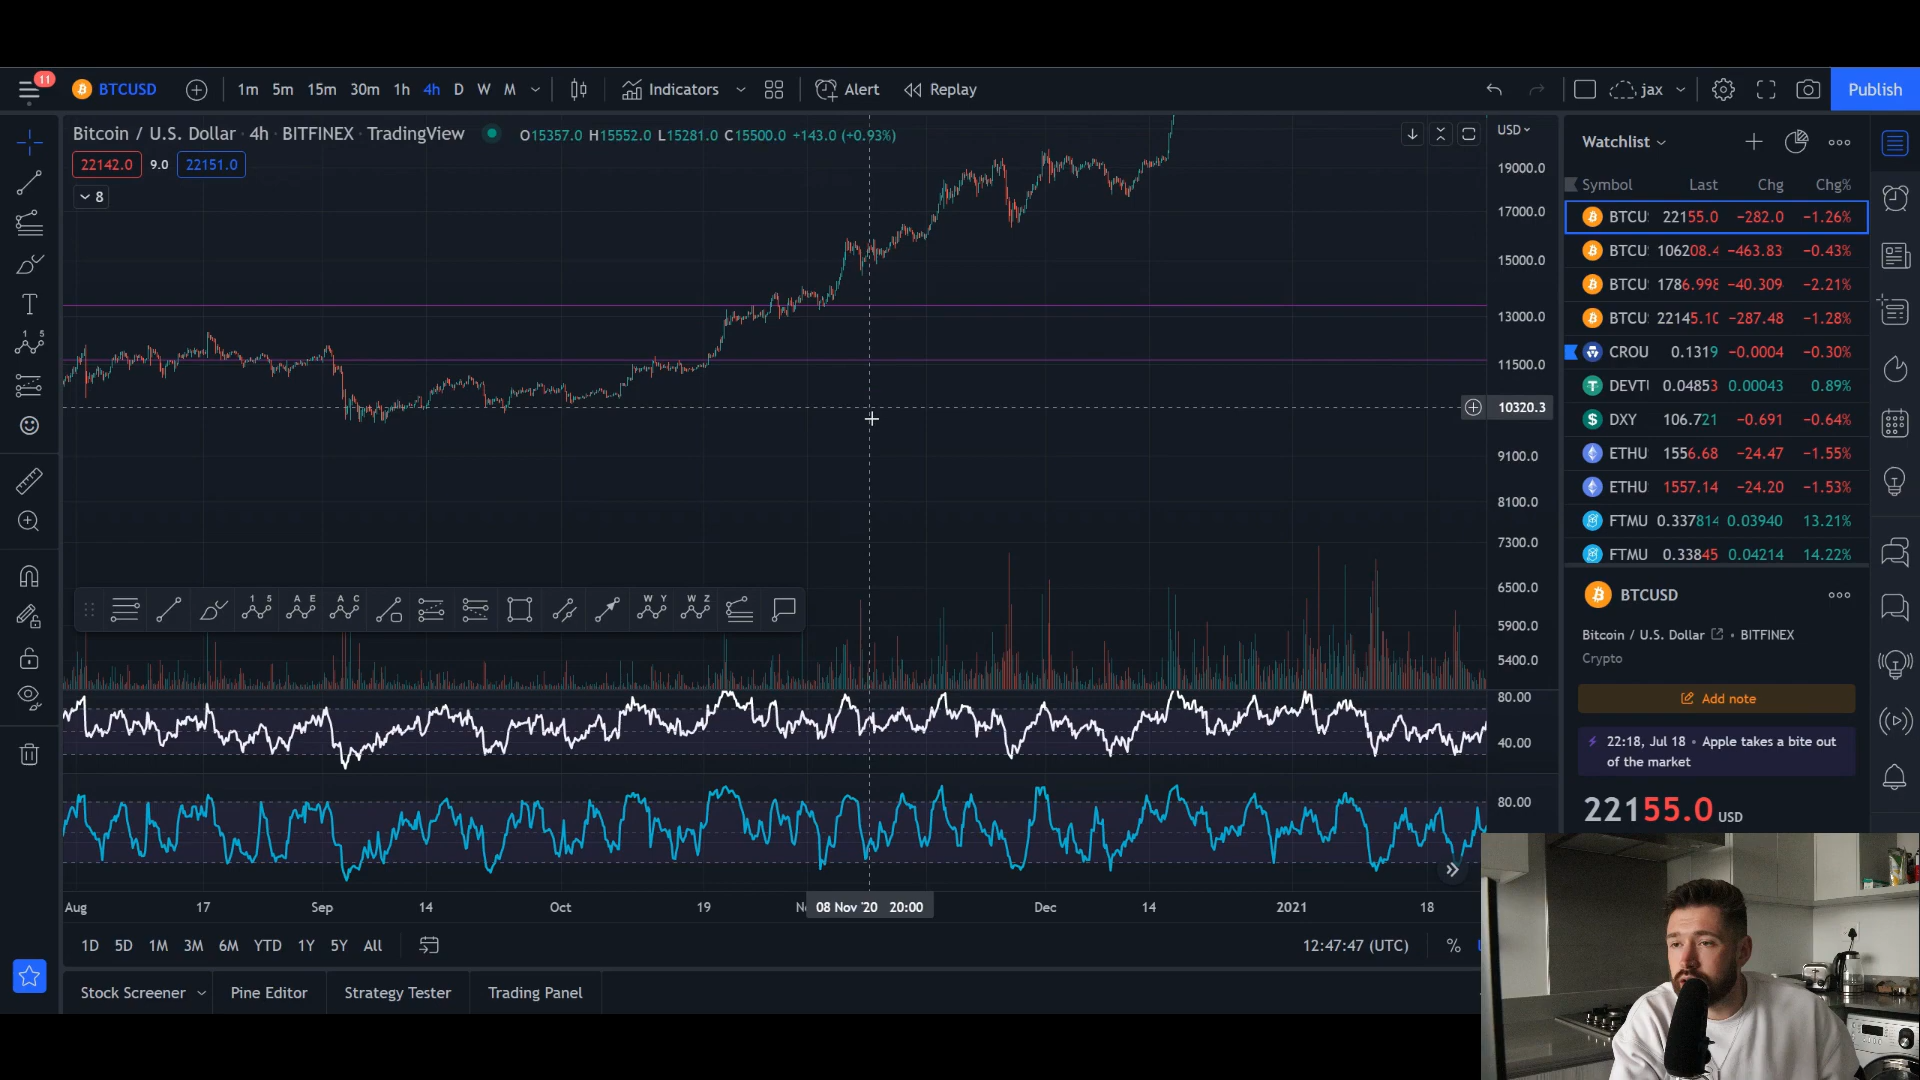 11
BTCUSD 1m 5m 15m 30m 1h 4h D W M Indicators Alert Replay jax Publish
Bitcoin / U.S. Dollar · 4h · BITFINEX · TradingView O15357.0 H15552.0 L15281.0 C15500.0 +143.0 (+0.93%)
22142.0 9.0 22151.0
8
USD
19000.0
17000.0
15000.0
13000.0
11500.0
10320.3
9100.0
8100.0
7300.0
6500.0
5900.0
5400.0
80.00
40.00
80.00
1 5 A E A C W Y W Z
Aug 17 Sep 14 Oct 19 N 08 Nov '20 20:00 Dec 14 2021 18
1D 5D 1M 3M 6M YTD 1Y 5Y All 12:47:47 (UTC) %
Stock Screener Pine Editor Strategy Tester Trading Panel
T
1 5
Watchlist
Symbol Last Chg Chg%
BTCU 22155.0 −282.0 −1.26%
BTCU 106208.4 −463.83 −0.43%
BTCU 1786.998 −40.309 −2.21%
BTCU 22145.10 −287.48 −1.28%
CROU 0.1319 −0.0004 −0.30%
DEVTU 0.04853 0.00043 0.89%
DXY 106.721 −0.691 −0.64%
ETHU 1556.68 −24.47 −1.55%
ETHU 1557.14 −24.20 −1.53%
FTMU 0.337814 0.03940 13.21%
FTMU 0.33845 0.04214 14.22%
BTCUSD
Bitcoin / U.S. Dollar • BITFINEX
Crypto
Add note
22:18, Jul 18 • Apple takes a bite out
of the market
22155.0 USD